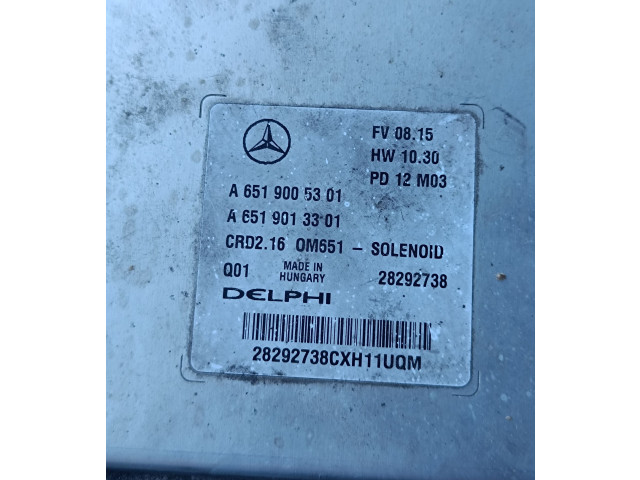 FV 08.15
HW 10.30
PD 12 M03
A 651 900 53 01
A 651 901 33 01
CRD2.16 OM651 – SOLENOID
Q01 MADE IN HUNGARY 28292738
DELPHI
28292738CXH11UQM